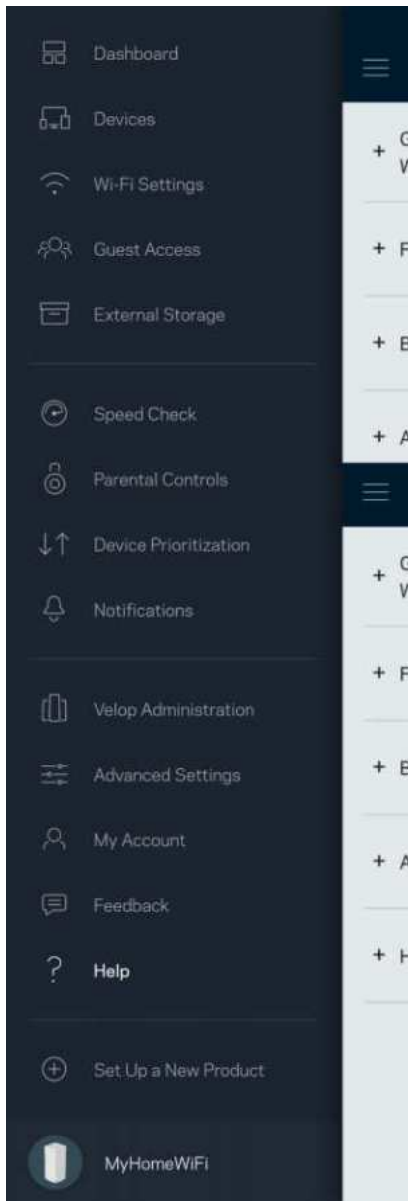 Dashboard
Devices
Wi-Fi Settings
Guest Access
External Storage
Speed Check
Parental Controls
Device Prioritization
Notifications
Velop Administration
Advanced Settings
My Account
Feedback
Help
Set Up a New Product
MyHomeWiFi
+ G
W
+ F
+ B
+ A
+ G
W
+ F
+ B
+ A
+ H